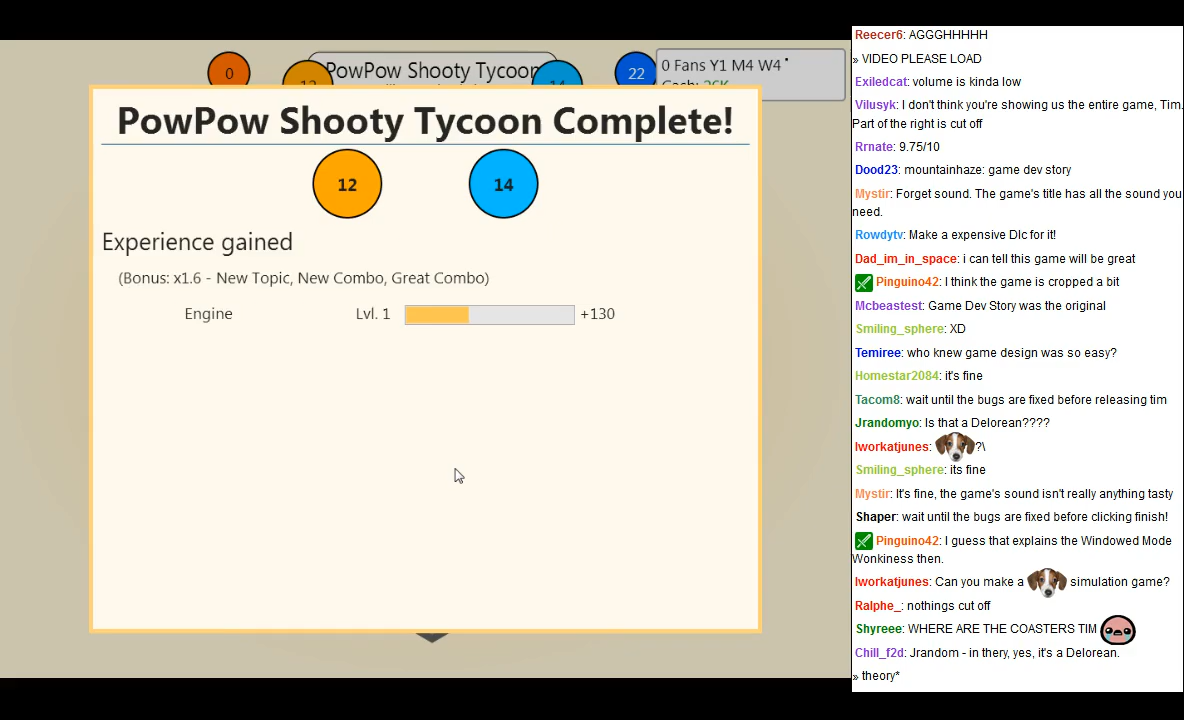 0
12
PowPow Shooty Tycoon
14
22
0 Fans Y1 M4 W4
Cash: 26K
PowPow Shooty Tycoon Complete!
12
14
Experience gained
(Bonus: x1.6 - New Topic, New Combo, Great Combo)
Engine Lvl. 1 +130
Reecer6: AGGGHHHHH
» VIDEO PLEASE LOAD
Exiledcat: volume is kinda low
Vilusyk: I don't think you're showing us the entire game, Tim.
Part of the right is cut off
Rrnate: 9.75/10
Dood23: mountainhaze: game dev story
Mystir: Forget sound. The game's title has all the sound you
need.
Rowdytv: Make a expensive Dlc for it!
Dad_im_in_space: i can tell this game will be great
Pinguino42: I think the game is cropped a bit
Mcbeastest: Game Dev Story was the original
Smiling_sphere: XD
Temiree: who knew game design was so easy?
Homestar2084: it's fine
Tacom8: wait until the bugs are fixed before releasing tim
Jrandomyo: Is that a Delorean????
Iworkatjunes: ?\
Smiling_sphere: its fine
Mystir: It's fine, the game's sound isn't really anything tasty
Shaper: wait until the bugs are fixed before clicking finish!
Pinguino42: I guess that explains the Windowed Mode
Wonkiness then.
Iworkatjunes: Can you make a simulation game?
Ralphe_: nothings cut off
Shyreee: WHERE ARE THE COASTERS TIM
Chill_f2d: Jrandom - in thery, yes, it's a Delorean.
» theory*